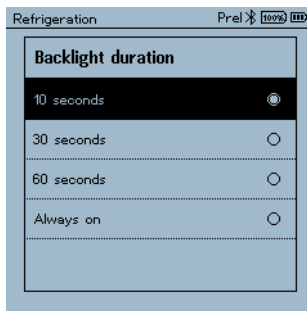 Refrigeration Prel 100%
Backlight duration
10 seconds
30 seconds
60 seconds
Always on